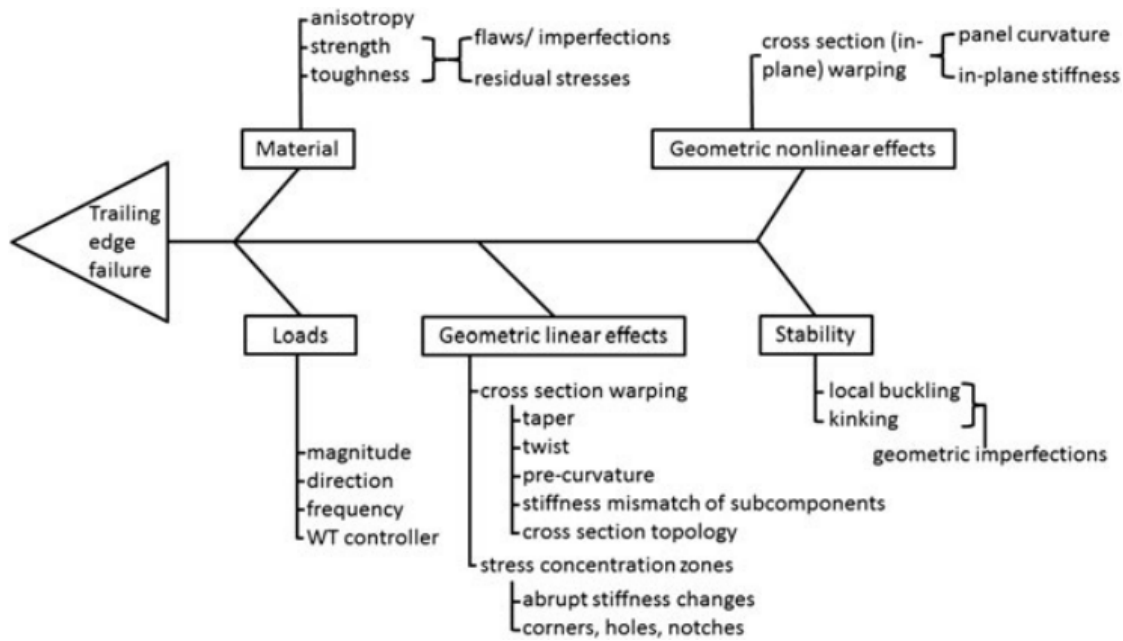 anisotropy
strength
toughness
flaws/ imperfections
residual stresses
Material
cross section (in-
plane) warping
panel curvature
in-plane stiffness
Geometric nonlinear effects
Trailing
edge
failure
Loads
magnitude
direction
frequency
WT controller
Geometric linear effects
cross section warping
taper
twist
pre-curvature
stiffness mismatch of subcomponents
cross section topology
stress concentration zones
abrupt stiffness changes
corners, holes, notches
Stability
local buckling
kinking
geometric imperfections